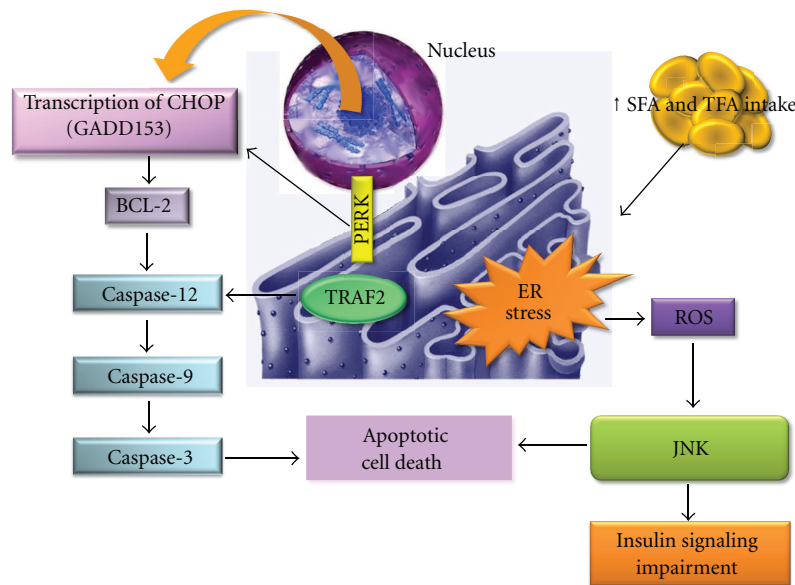 Nucleus
Transcription of CHOP
(GADD153)
↑ SFA and TFA intake
BCL-2
PERK
Caspase-12
TRAF2
ER
stress
ROS
Caspase-9
Caspase-3
Apoptotic
cell death
JNK
Insulin signaling
impairment